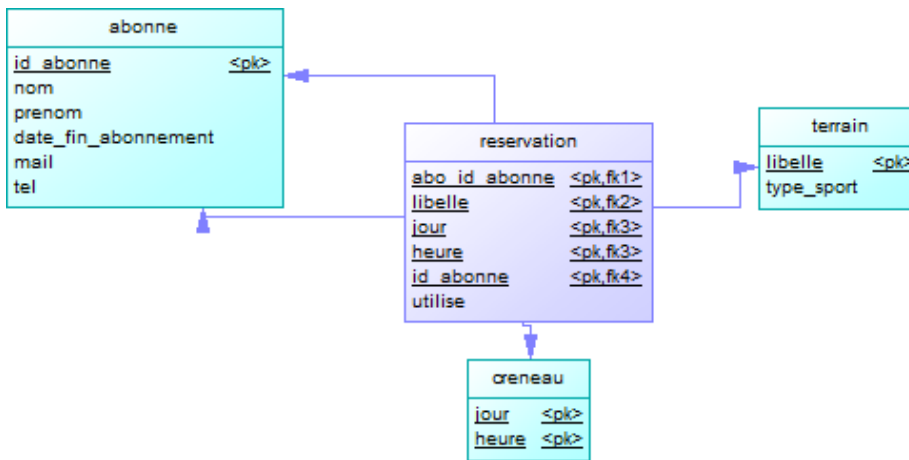 abonne
id_abonne <pk>
nom
prenom
date_fin_abonnement
mail
tel
reservation
abo_id_abonne <pk,fk1>
libelle <pk,fk2>
jour <pk,fk3>
heure <pk,fk3>
id_abonne <pk,fk4>
utilise
terrain
libelle <pk>
type_sport
creneau
jour <pk>
heure <pk>